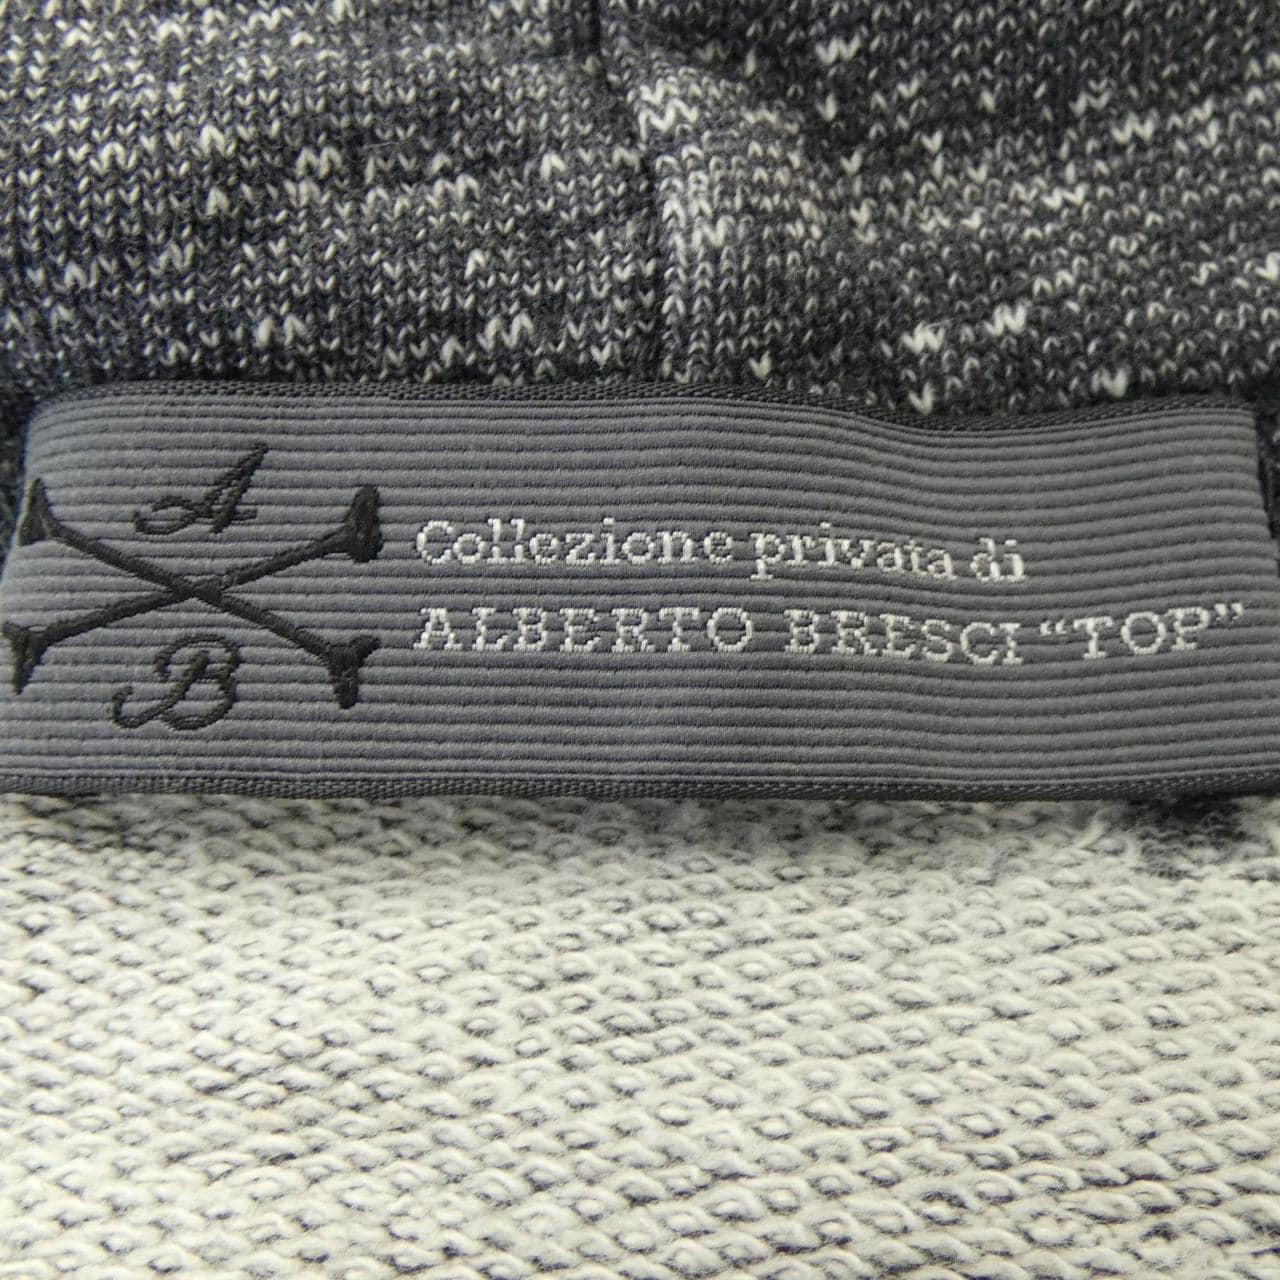 A
Collezione privata di
ALBERTO BRESCI “TOP”
B